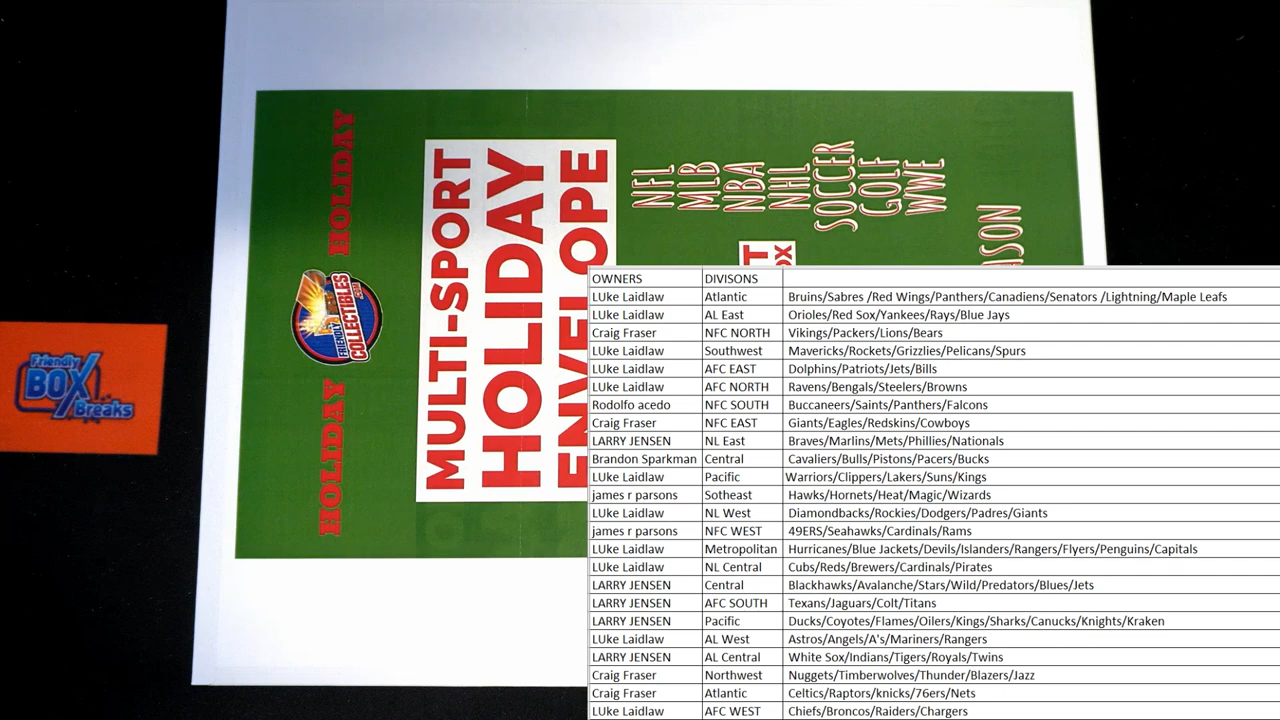 Friendly
BOX
Breaks
HOLIDAY
HOLIDAY
FRIENDLY
COLLECTIBLES
.COM
MULTI-SPORT
HOLIDAY
ENVELOPE
NFL
MLB
NBA
NHL
SOCCER
GOLF
WWE
OWNERS DIVISONS
LUke Laidlaw Atlantic Bruins/Sabres /Red Wings/Panthers/Canadiens/Senators /Lightning/Maple Leafs
LUke Laidlaw AL East Orioles/Red Sox/Yankees/Rays/Blue Jays
Craig Fraser NFC NORTH Vikings/Packers/Lions/Bears
LUke Laidlaw Southwest Mavericks/Rockets/Grizzlies/Pelicans/Spurs
LUke Laidlaw AFC EAST Dolphins/Patriots/Jets/Bills
LUke Laidlaw AFC NORTH Ravens/Bengals/Steelers/Browns
Rodolfo acedo NFC SOUTH Buccaneers/Saints/Panthers/Falcons
Craig Fraser NFC EAST Giants/Eagles/Redskins/Cowboys
LARRY JENSEN NL East Braves/Marlins/Mets/Phillies/Nationals
Brandon Sparkman Central Cavaliers/Bulls/Pistons/Pacers/Bucks
LUke Laidlaw Pacific Warriors/Clippers/Lakers/Suns/Kings
james r parsons Sotheast Hawks/Hornets/Heat/Magic/Wizards
LUke Laidlaw NL West Diamondbacks/Rockies/Dodgers/Padres/Giants
james r parsons NFC WEST 49ERS/Seahawks/Cardinals/Rams
LUke Laidlaw Metropolitan Hurricanes/Blue Jackets/Devils/Islanders/Rangers/Flyers/Penguins/Capitals
LUke Laidlaw NL Central Cubs/Reds/Brewers/Cardinals/Pirates
LARRY JENSEN Central Blackhawks/Avalanche/Stars/Wild/Predators/Blues/Jets
LARRY JENSEN AFC SOUTH Texans/Jaguars/Colt/Titans
LARRY JENSEN Pacific Ducks/Coyotes/Flames/Oilers/Kings/Sharks/Canucks/Knights/Kraken
LUke Laidlaw AL West Astros/Angels/A's/Mariners/Rangers
LARRY JENSEN AL Central White Sox/Indians/Tigers/Royals/Twins
Craig Fraser Northwest Nuggets/Timberwolves/Thunder/Blazers/Jazz
Craig Fraser Atlantic Celtics/Raptors/knicks/76ers/Nets
LUke Laidlaw AFC WEST Chiefs/Broncos/Raiders/Chargers